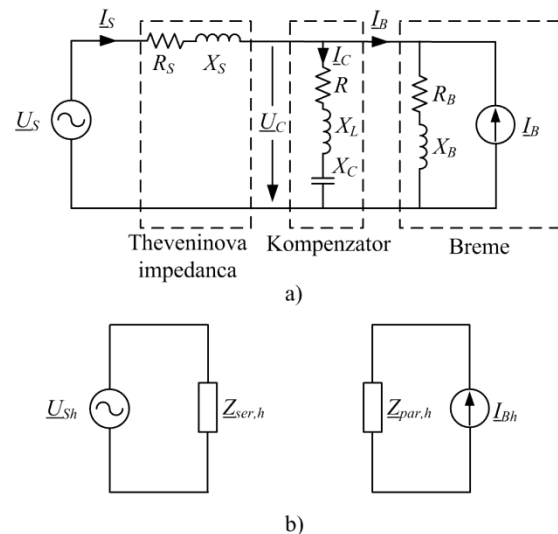 I_S
I_B
R_S
X_S
I_C
R
X_L
X_C
R_B
X_B
U_S
U_C
I_B
Theveninova
impedanca
Kompenzator
Breme
a)
U_Sh
Z_ser,h
Z_par,h
I_Bh
b)